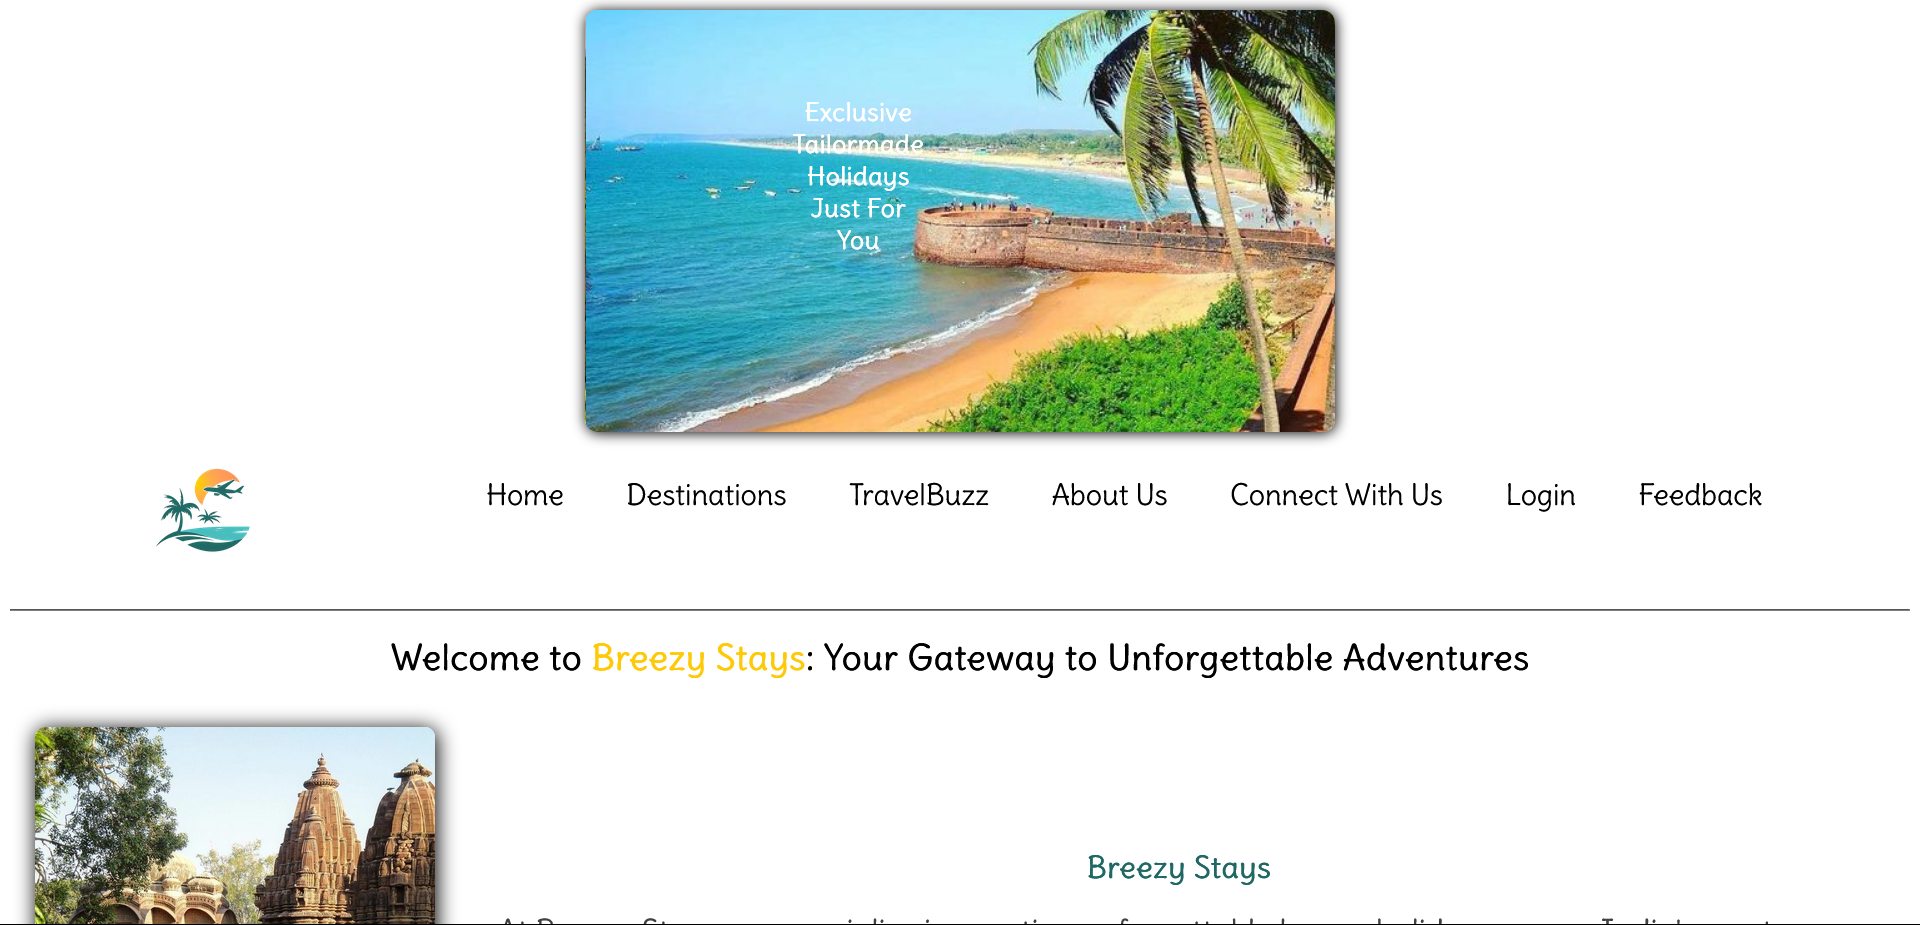 Exclusive
Tailormade
Holidays
Just For
You
Home Destinations TravelBuzz About Us Connect With Us Login Feedback
Welcome to Breezy Stays: Your Gateway to Unforgettable Adventures
Breezy Stays